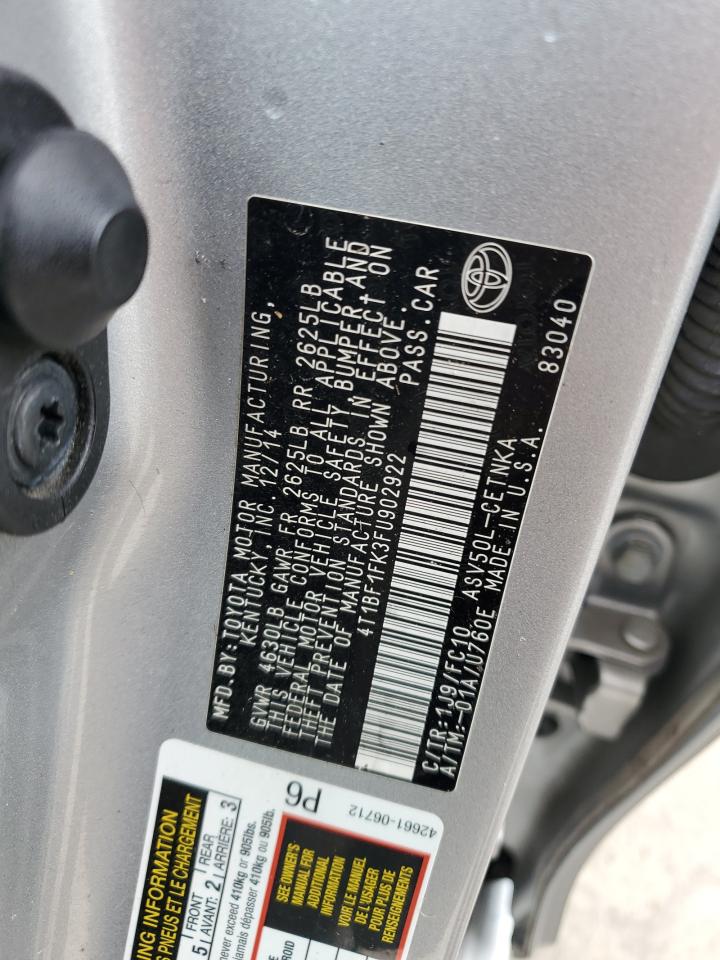 MFD.BY:TOYOTA MOTOR MANUFACTURING,
KENTUCKY, INC. 12/14
GVWR 4630LB GAWR FR 2625LB RR 2625LB
THIS VEHICLE CONFORMS TO ALL APPLICABLE
FEDERAL MOTOR VEHICLE SAFETY BUMPER, AND
THEFT PREVENTION STANDARDS IN EFFECT ON
THE DATE OF MANUFACTURE SHOWN ABOVE.
4T1BF1FK3FU902922 PASS.CAR
C/TR:1J9/FC10 ASV50L-CETNKA
A/TM:-01A/U760E MADE IN U.S.A. 83040
P6
42661-06712
ING INFORMATION
PNEUS ET LE CHARGEMENT
5 FRONT 2 REAR 3
AVANT: ARRIÈRE:
never exceed 410kg or 905lbs.
jamais dépasser 410kg ou 905lb.
SEE OWNER'S
MANUAL FOR
ADDITIONAL
INFORMATION
VOIR LE MANUEL
DE L'USAGER
POUR PLUS DE
RENSEIGNEMENTS